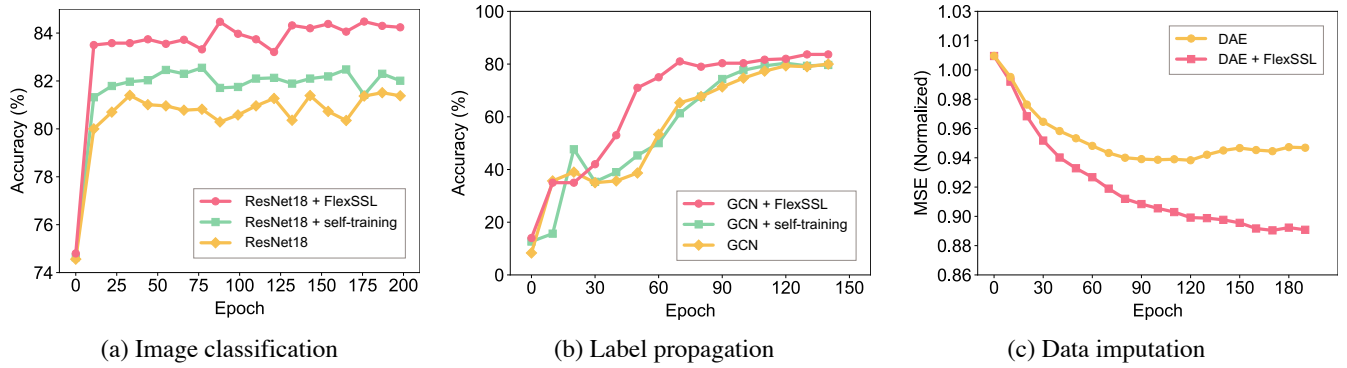 84
82
80
78
76
74
Accuracy (%)
0 25 50 75 100 125 150 175 200
Epoch
ResNet18 + FlexSSL
ResNet18 + self-training
ResNet18
(a) Image classification
100
80
60
40
20
0
Accuracy (%)
0 30 60 90 120 150
Epoch
GCN + FlexSSL
GCN + self-training
GCN
(b) Label propagation
1.03
1.01
1.00
0.98
0.96
0.94
0.92
0.90
0.88
0.86
MSE (Normalized)
0 30 60 90 120 150 180
Epoch
DAE
DAE + FlexSSL
(c) Data imputation